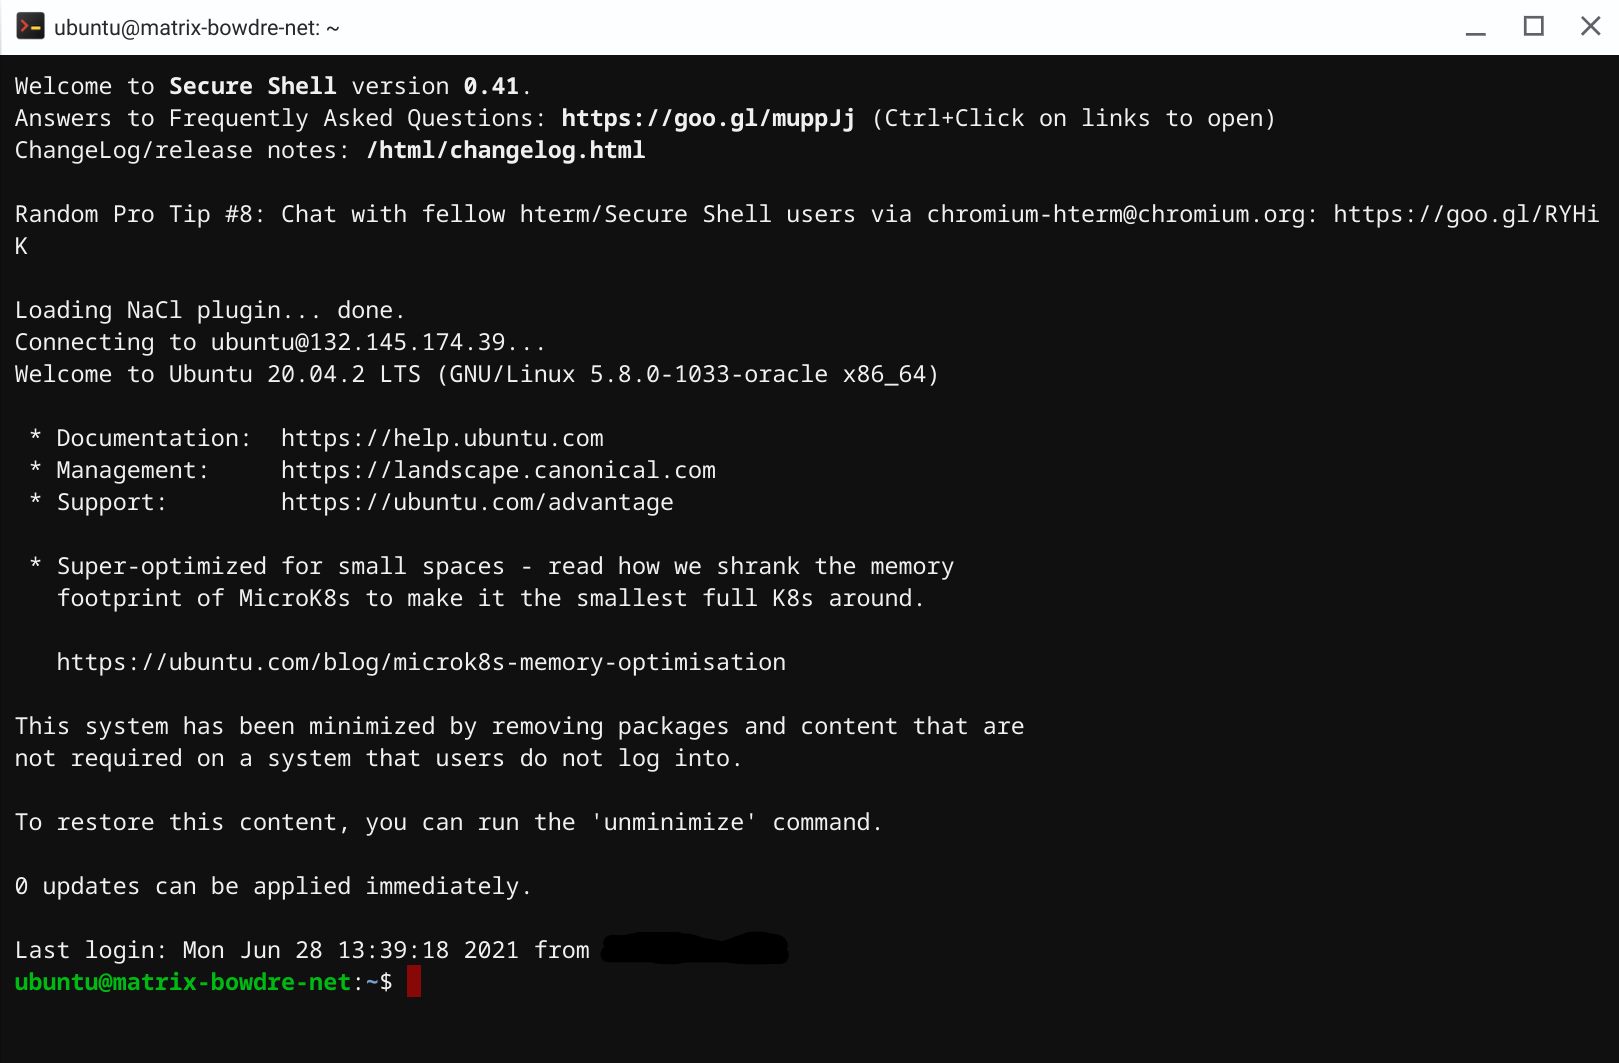 ubuntu@matrix-bowdre-net: ~
Welcome to Secure Shell version 0.41.
Answers to Frequently Asked Questions: https://goo.gl/muppJj (Ctrl+Click on links to open)
ChangeLog/release notes: /html/changelog.html
Random Pro Tip #8: Chat with fellow hterm/Secure Shell users via chromium-hterm@chromium.org: https://goo.gl/RYHi
K
Loading NaCl plugin... done.
Connecting to ubuntu@132.145.174.39...
Welcome to Ubuntu 20.04.2 LTS (GNU/Linux 5.8.0-1033-oracle x86_64)
 * Documentation:  https://help.ubuntu.com
 * Management:     https://landscape.canonical.com
 * Support:        https://ubuntu.com/advantage
 * Super-optimized for small spaces - read how we shrank the memory
   footprint of MicroK8s to make it the smallest full K8s around.
   https://ubuntu.com/blog/microk8s-memory-optimisation
This system has been minimized by removing packages and content that are
not required on a system that users do not log into.
To restore this content, you can run the 'unminimize' command.
0 updates can be applied immediately.
Last login: Mon Jun 28 13:39:18 2021 from
ubuntu@matrix-bowdre-net:~$